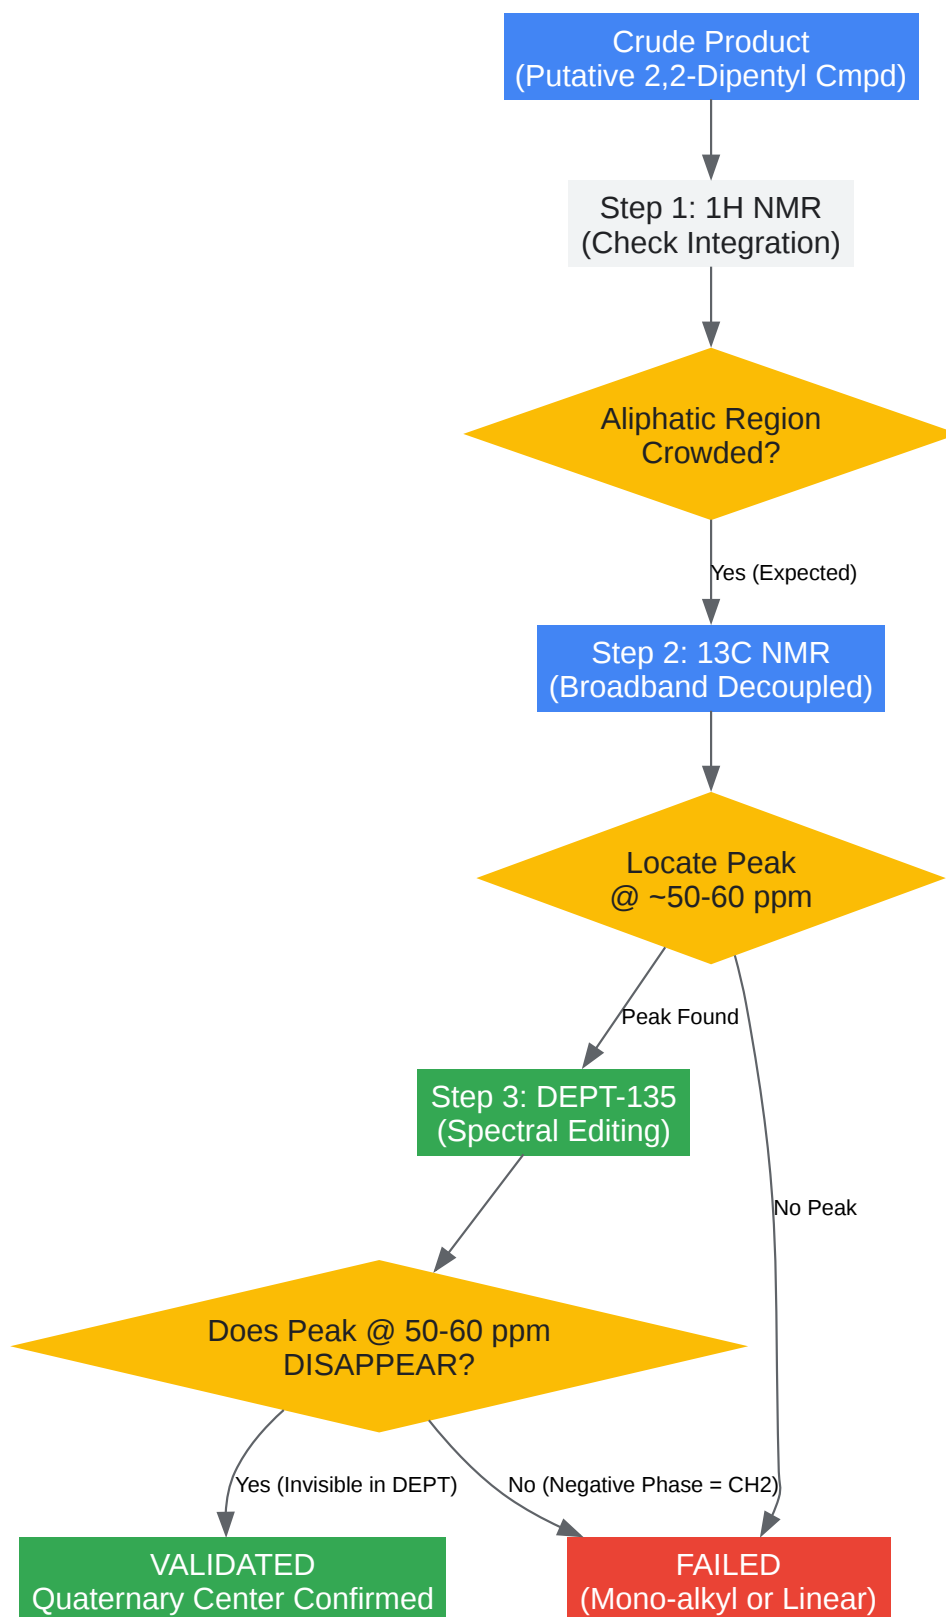 Crude Product
(Putative 2,2-Dipentyl Cmpd)
Step 1: 1H NMR
(Check Integration)
Aliphatic Region
Crowded?
Yes (Expected)
Step 2: 13C NMR
(Broadband Decoupled)
Locate Peak
@ ~50-60 ppm
Peak Found
Step 3: DEPT-135
(Spectral Editing)
No Peak
Does Peak @ 50-60 ppm
DISAPPEAR?
Yes (Invisible in DEPT)
No (Negative Phase = CH2)
VALIDATED
Quaternary Center Confirmed
FAILED
(Mono-alkyl or Linear)